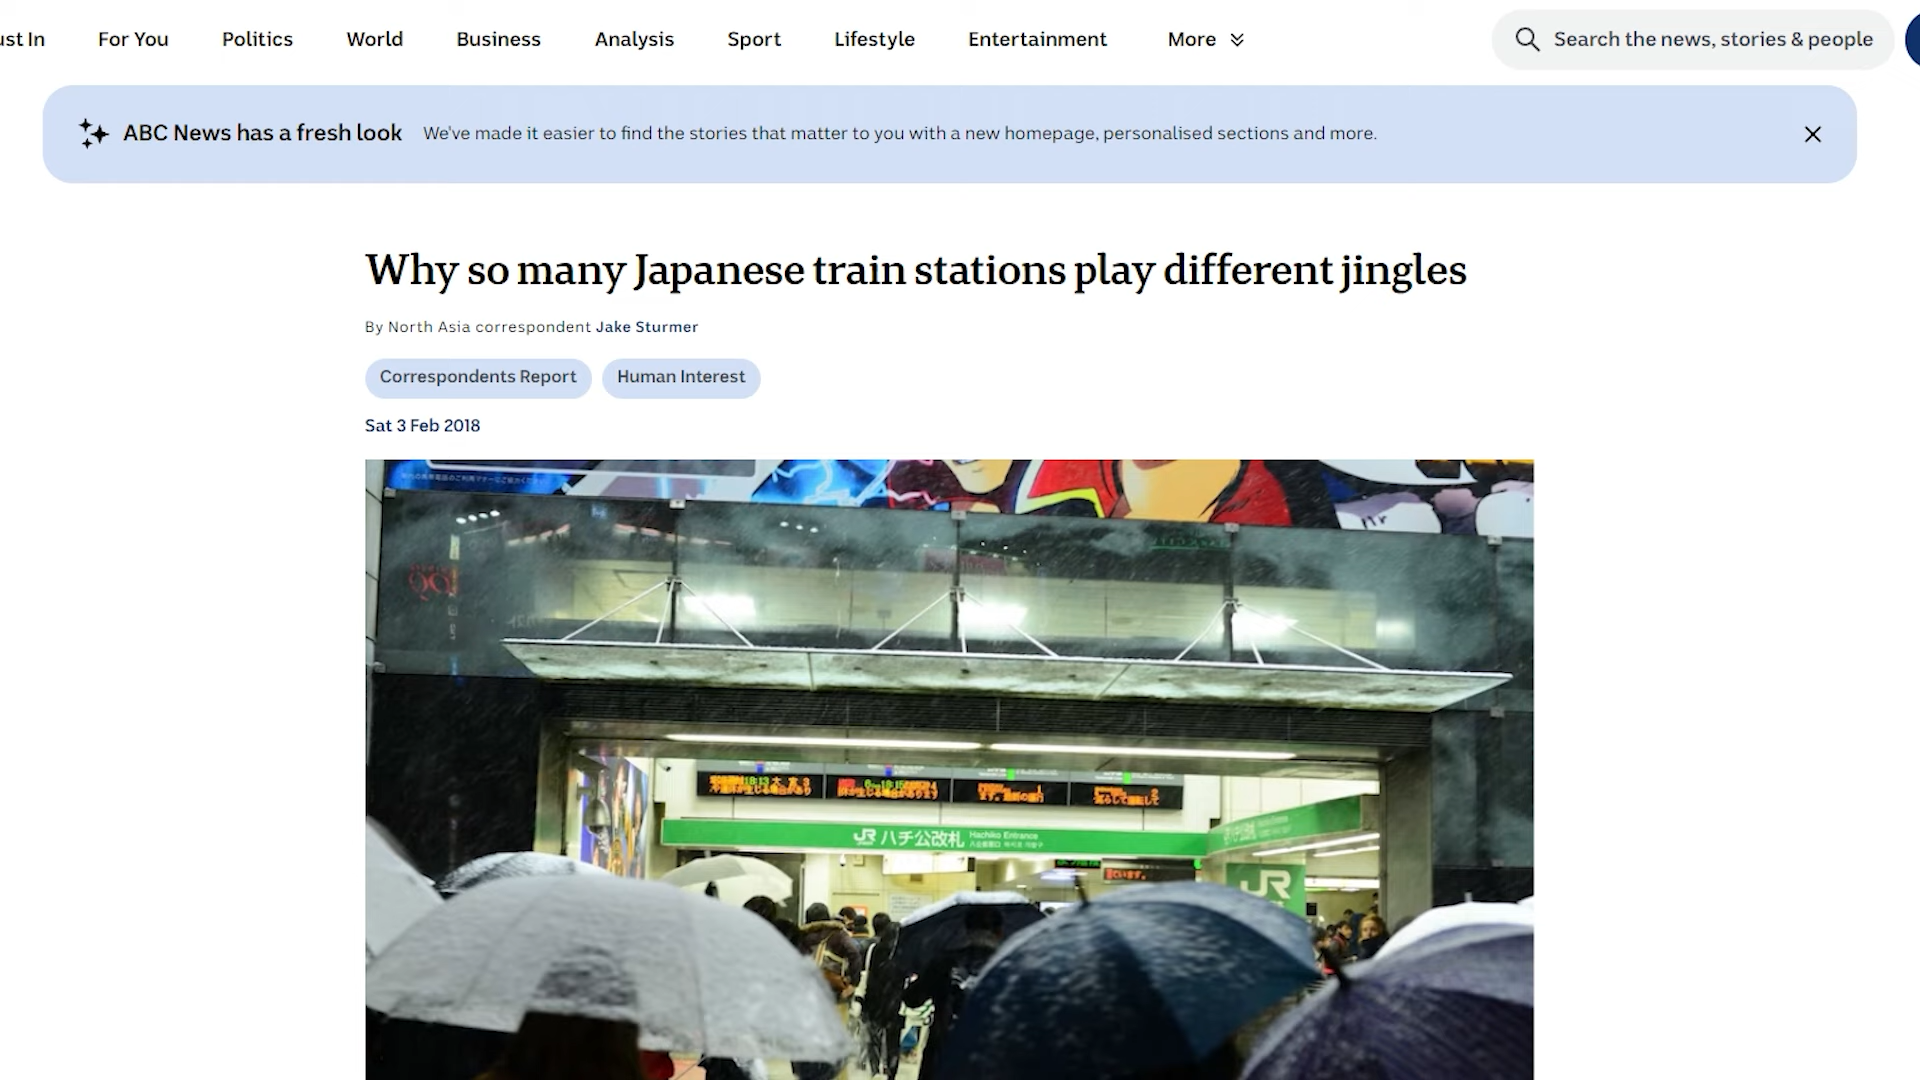 ust In For You Politics World Business Analysis Sport Lifestyle Entertainment More Search the news, stories & people
ABC News has a fresh look We've made it easier to find the stories that matter to you with a new homepage, personalised sections and more.
Why so many Japanese train stations play different jingles
By North Asia correspondent Jake Sturmer
Correspondents Report Human Interest
Sat 3 Feb 2018
JR ハチ公改札 Hachiko Entrance
JR